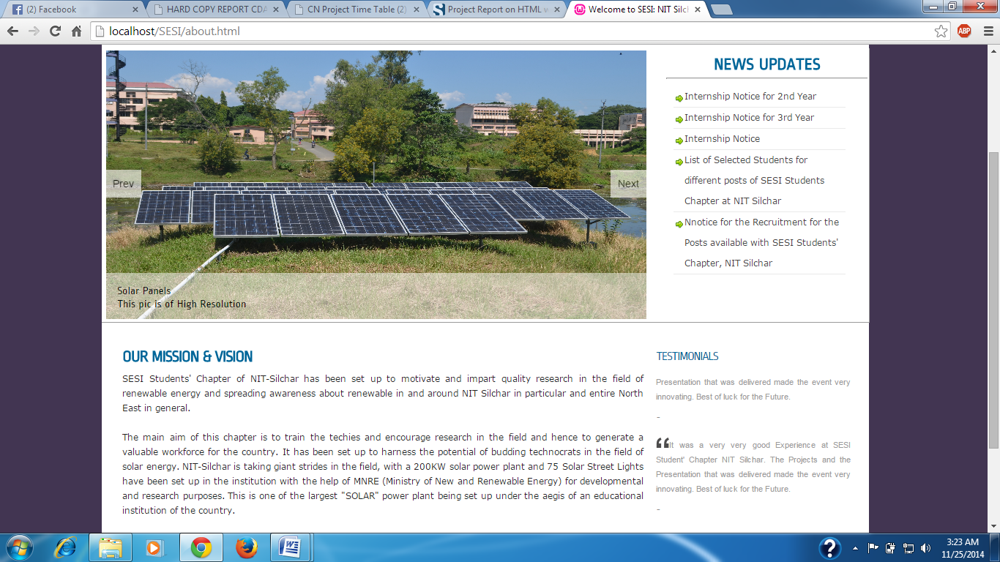 (2) Facebook
HARD COPY REPORT CDA
CN Project Time Table (2)
Project Report on HTML w
Welcome to SESI: NIT Silch
localhost/SESI/about.html
ABP
Prev
Next
Solar Panels
This pic is of High Resolution
NEWS UPDATES
Internship Notice for 2nd Year
Internship Notice for 3rd Year
Internship Notice
List of Selected Students for
different posts of SESI Students
Chapter at NIT Silchar
Nnotice for the Recruitment for the
Posts available with SESI Students'
Chapter, NIT Silchar
OUR MISSION & VISION
SESI Students' Chapter of NIT-Silchar has been set up to motivate and impart quality research in the field of
renewable energy and spreading awareness about renewable in and around NIT Silchar in particular and entire North
East in general.
The main aim of this chapter is to train the techies and encourage research in the field and hence to generate a
valuable workforce for the country. It has been set up to harness the potential of budding technocrats in the field of
solar energy. NIT-Silchar is taking giant strides in the field, with a 200KW solar power plant and 75 Solar Street Lights
have been set up in the institution with the help of MNRE (Ministry of New and Renewable Energy) for developmental
and research purposes. This is one of the largest "SOLAR" power plant being set up under the aegis of an educational
institution of the country.
TESTIMONIALS
Presentation that was delivered made the event very
innovating. Best of luck for the Future.
-
“It was a very very good Experience at SESI
Student' Chapter NIT Silchar. The Projects and the
Presentation that was delivered made the event very
innovating. Best of luck for the Future.
-
3:23 AM
11/25/2014